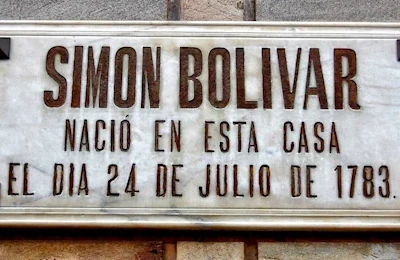 SIMON BOLIVAR
NACIÓ EN ESTA CASA
EL DIA 24 DE JULIO DE 1783.